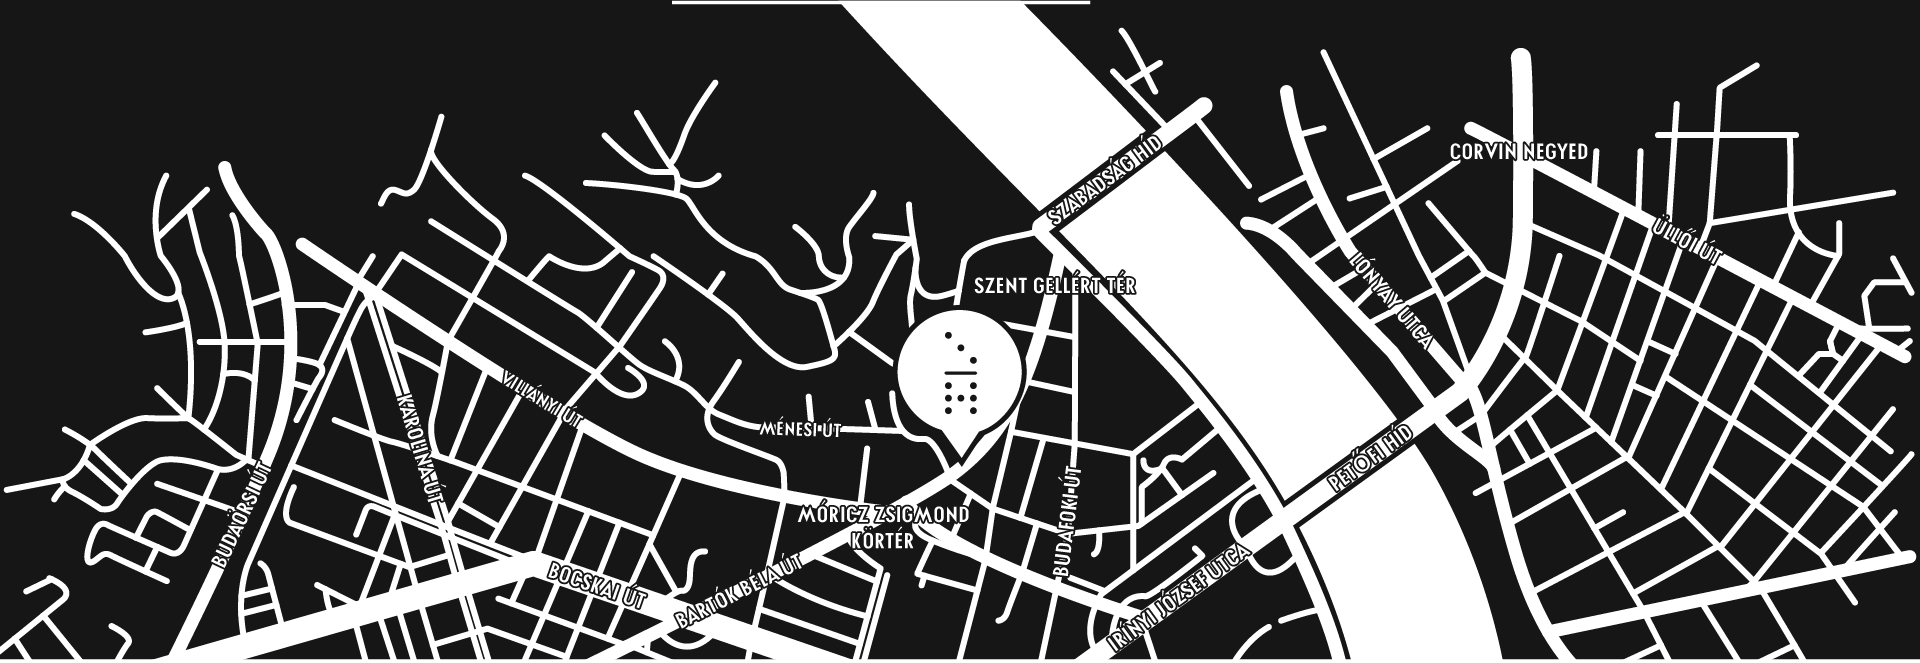 SZABADSÁG HÍD
CORVIN NEGYED
ÜLLŐI ÚT
LÓNYAY UTCA
SZENT GELLÉRT TÉR
VILLÁNYI ÚT
KAROLINA ÚT
MÉNESI ÚT
PETŐFI HÍD
BUDAÖRSI ÚT
BUDAFOKI ÚT
MÓRICZ ZSIGMOND
KÖRTÉR
BOCSKAI ÚT
BARTÓK BÉLA ÚT
IRÍNYI JÓZSEF UTCA